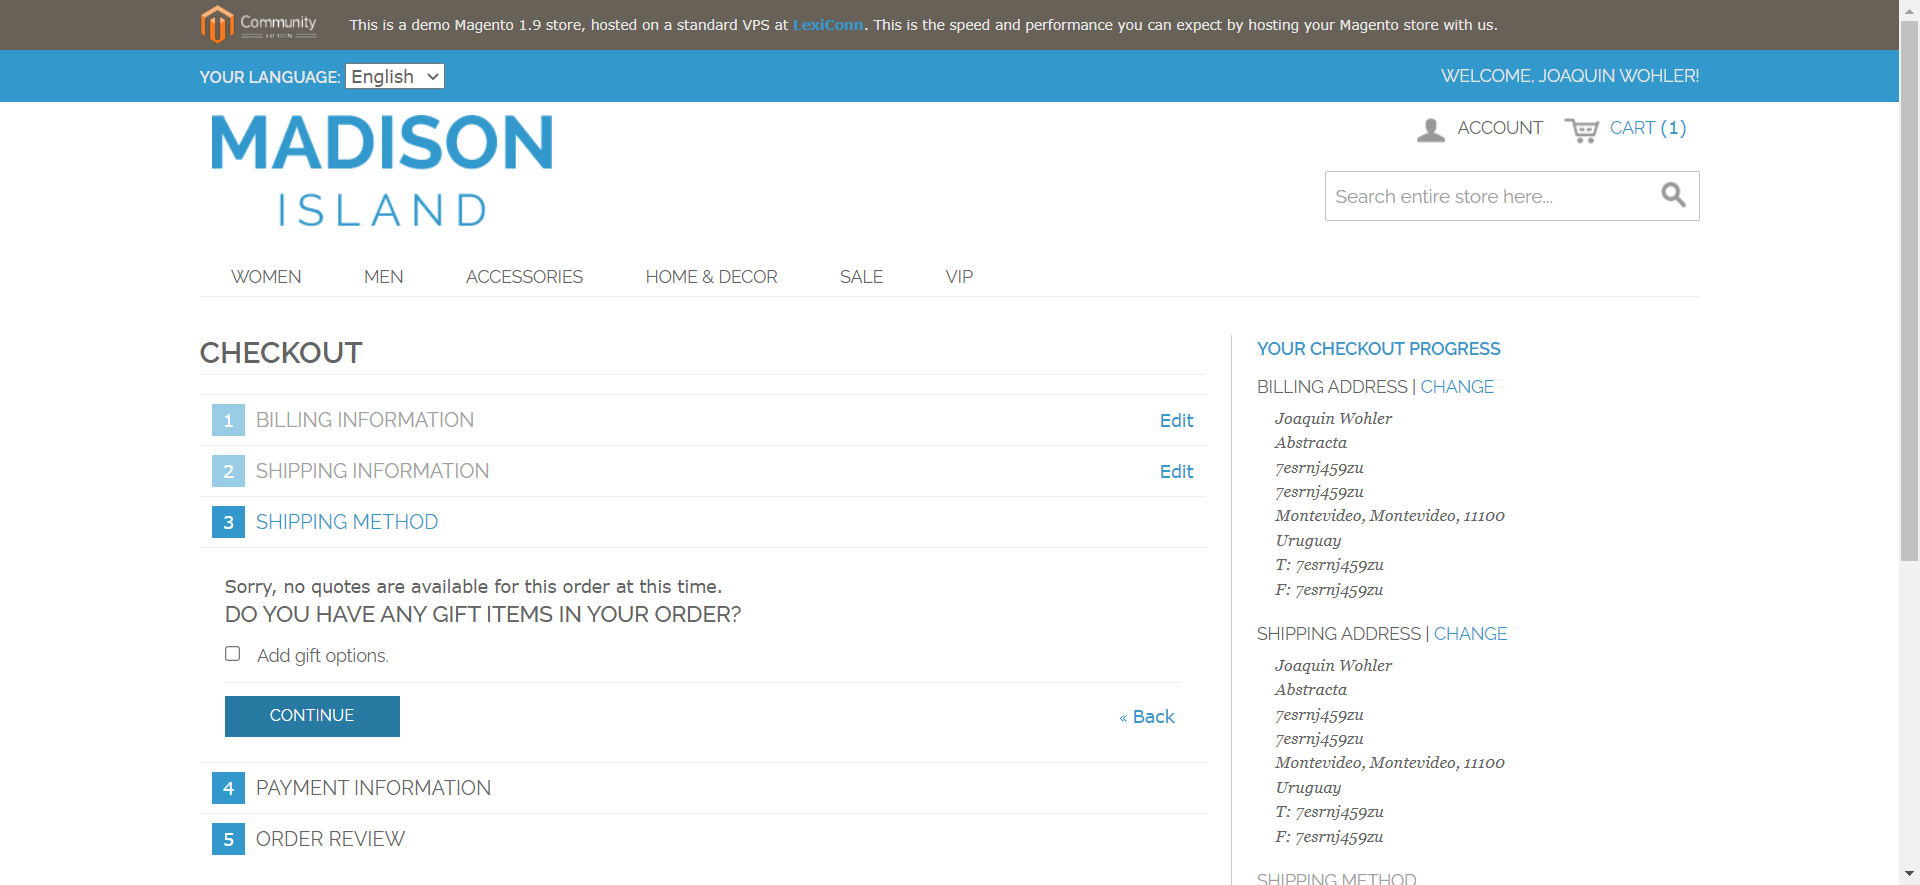 Community
This is a demo Magento 1.9 store, hosted on a standard VPS at LexiConn. This is the speed and performance you can expect by hosting your Magento store with us.
YOUR LANGUAGE: English
WELCOME, JOAQUIN WOHLER!
MADISON
ISLAND
ACCOUNT
CART (1)
Search entire store here...
WOMEN
MEN
ACCESSORIES
HOME & DECOR
SALE
VIP
CHECKOUT
1 BILLING INFORMATION Edit
2 SHIPPING INFORMATION Edit
3 SHIPPING METHOD
Sorry, no quotes are available for this order at this time.
DO YOU HAVE ANY GIFT ITEMS IN YOUR ORDER?
Add gift options.
CONTINUE
« Back
4 PAYMENT INFORMATION
5 ORDER REVIEW
YOUR CHECKOUT PROGRESS
BILLING ADDRESS | CHANGE
Joaquin Wohler
Abstracta
7esrnj459zu
7esrnj459zu
Montevideo, Montevideo, 11100
Uruguay
T: 7esrnj459zu
F: 7esrnj459zu
SHIPPING ADDRESS | CHANGE
Joaquin Wohler
Abstracta
7esrnj459zu
7esrnj459zu
Montevideo, Montevideo, 11100
Uruguay
T: 7esrnj459zu
F: 7esrnj459zu
SHIPPING METHOD